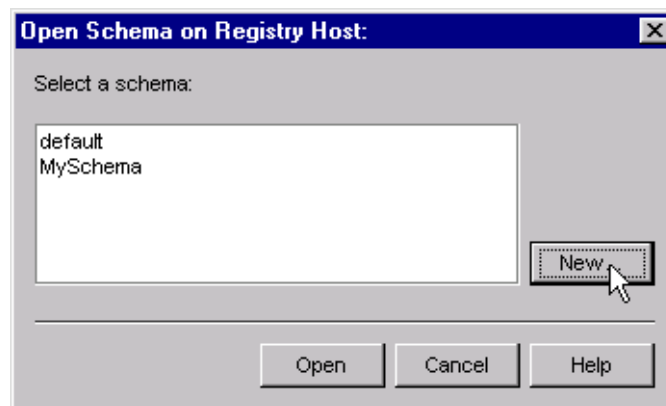 Open Schema on Registry Host:
Select a schema:
default
MySchema
New...
Open Cancel Help